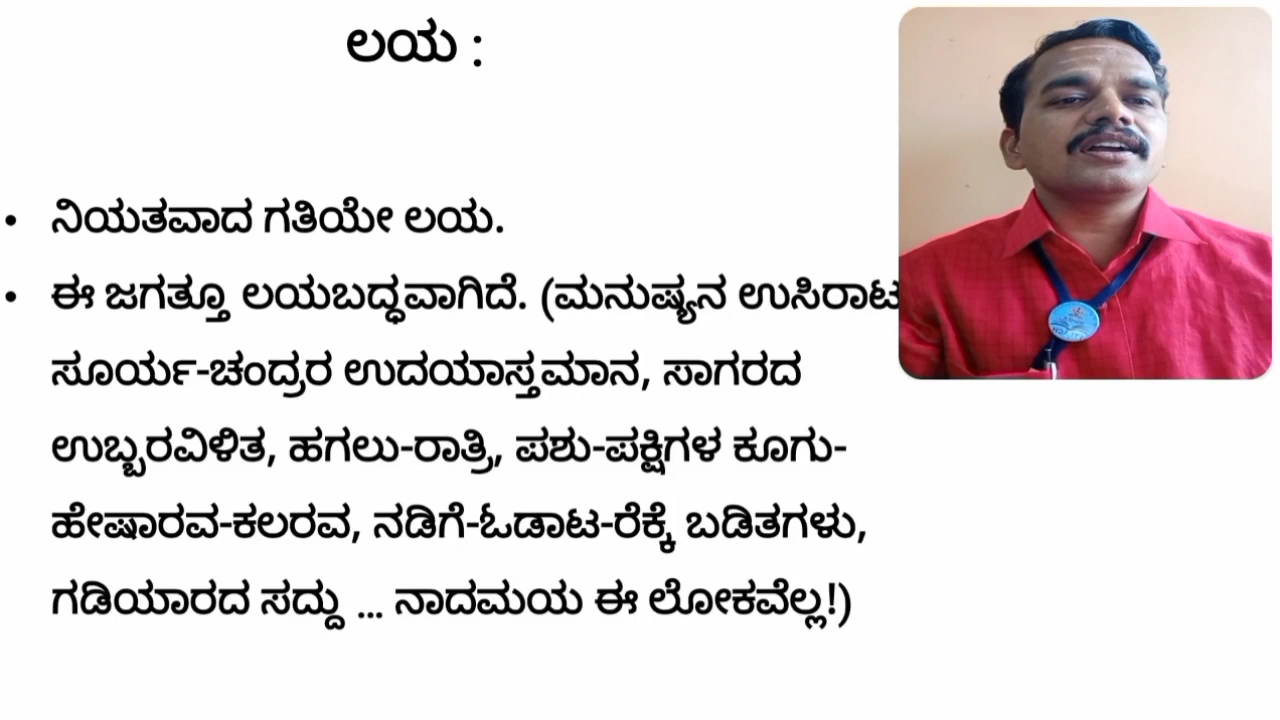 ಲಯ :
• ನಿಯತವಾದ ಗತಿಯೇ ಲಯ.
• ಈ ಜಗತ್ತೂ ಲಯಬದ್ಧವಾಗಿದೆ. (ಮನುಷ್ಯನ ಉಸಿರಾಟ
ಸೂರ್ಯ-ಚಂದ್ರರ ಉದಯಾಸ್ತಮಾನ, ಸಾಗರದ
ಉಬ್ಬರವಿಳಿತ, ಹಗಲು-ರಾತ್ರಿ, ಪಶು-ಪಕ್ಷಿಗಳ ಕೂಗು-
ಹೇಷಾರವ-ಕಲರವ, ನಡಿಗೆ-ಓಡಾಟ-ರೆಕ್ಕೆ ಬಡಿತಗಳು,
ಗಡಿಯಾರದ ಸದ್ದು ... ನಾದಮಯ ಈ ಲೋಕವೆಲ್ಲ!)